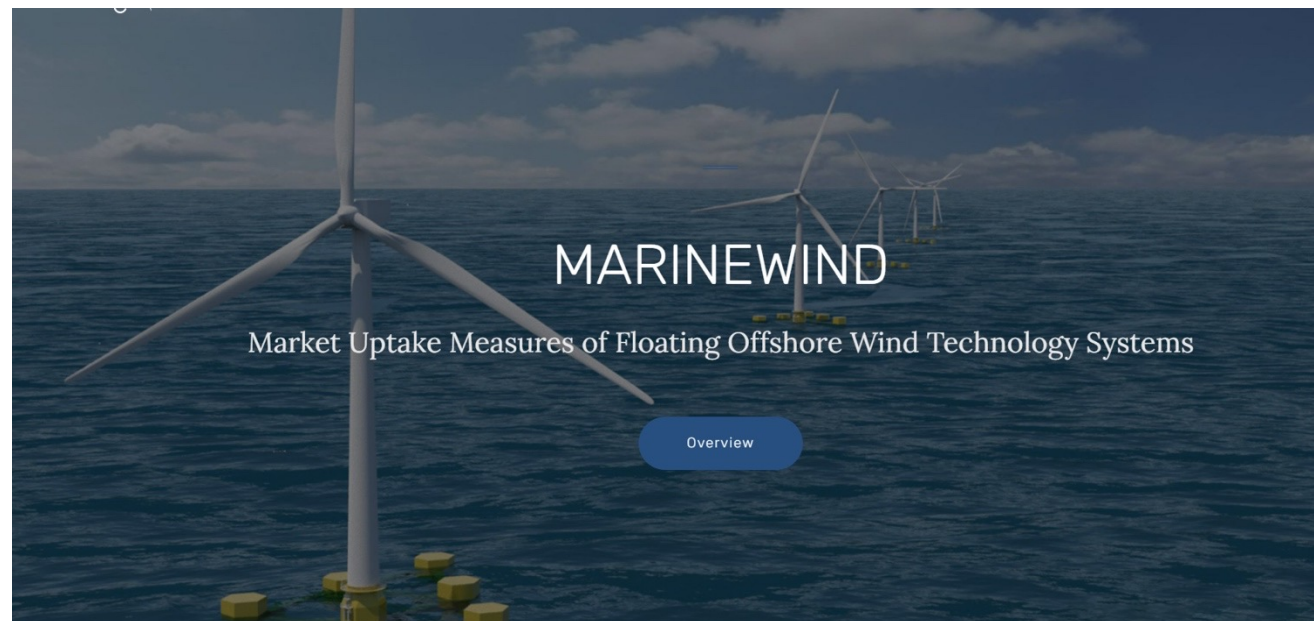 MARINEWIND
Market Uptake Measures of Floating Offshore Wind Technology Systems
Overview